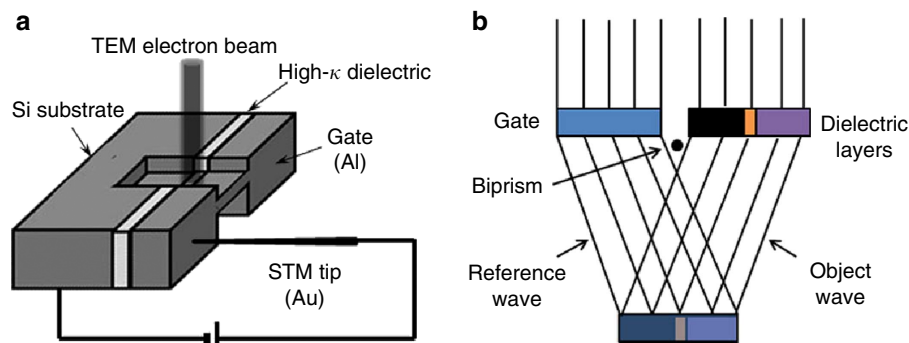 a
TEM electron beam
High-κ dielectric
Si substrate
Gate
(Al)
STM tip
(Au)
b
Gate
Dielectric
layers
Biprism
Reference
wave
Object
wave